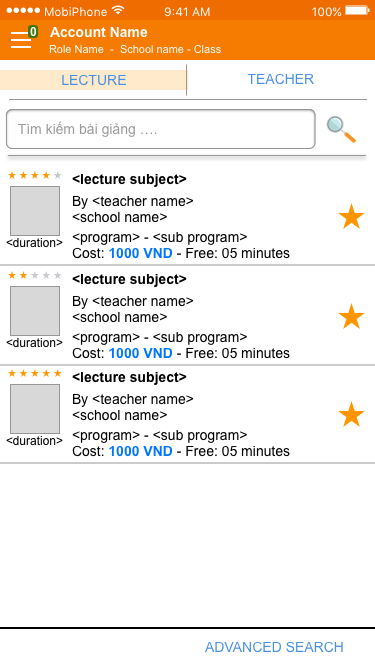 MobiPhone 9:41 AM 100%
0 Account Name
Role Name - School name - Class
LECTURE TEACHER
Tìm kiếm bài giảng ….
<lecture subject>
By <teacher name>
<school name>
<program> - <sub program>
<duration> Cost: 1000 VND - Free: 05 minutes
<lecture subject>
By <teacher name>
<school name>
<program> - <sub program>
<duration> Cost: 1000 VND - Free: 05 minutes
<lecture subject>
By <teacher name>
<school name>
<program> - <sub program>
<duration> Cost: 1000 VND - Free: 05 minutes
ADVANCED SEARCH